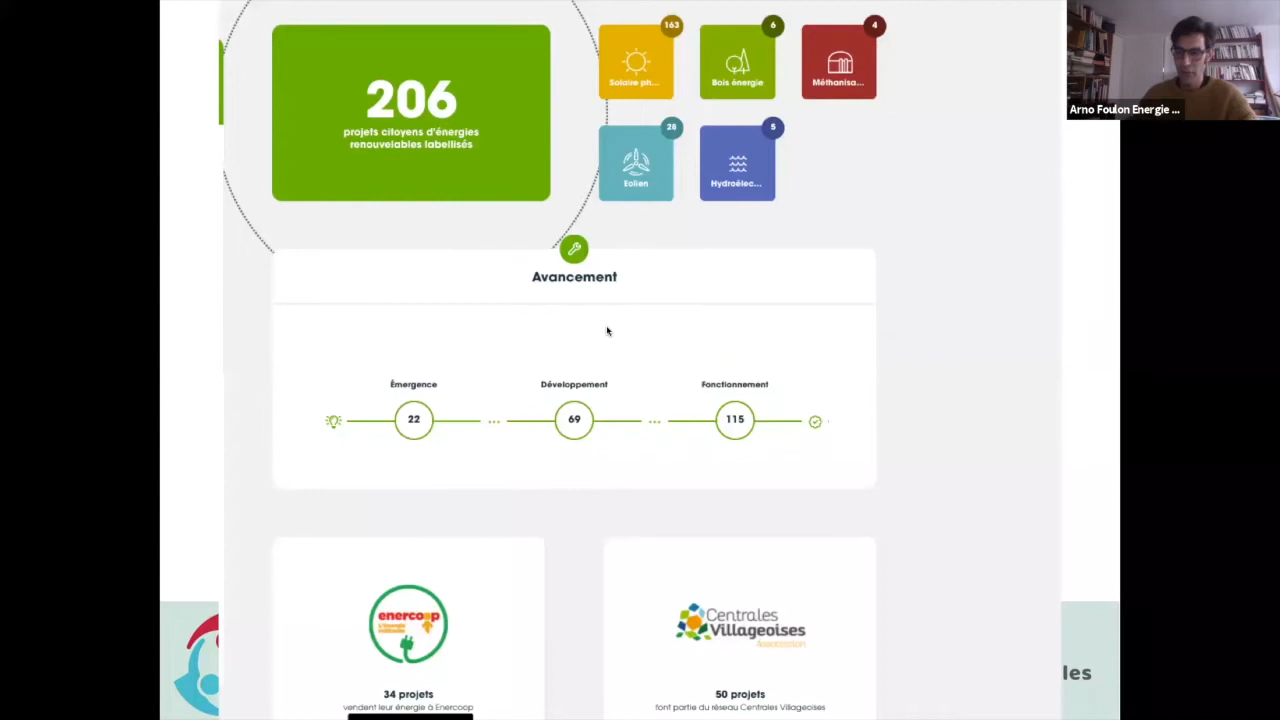 206
projets citoyens d'énergies
renouvelables labellisés
163
Solaire ph...
6
Bois énergie
4
Méthanisa...
28
Eolien
5
Hydroélec...
Arno Foulon Energie ...
Avancement
Émergence
Développement
Fonctionnement
22
69
115
enercoop
Centrales
Villageoises
Association
34 projets
vendent leur énergie à Enercoop
50 projets
font partie du réseau Centrales Villageoises
les